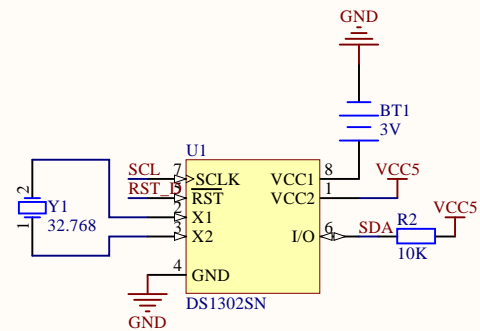 GND
BT1
3V
U1
SCL
7
SCLK
VCC1
8
VCC5
RST_D
5
RST
VCC2
1
2
Y1
2
X1
SDA
R2
VCC5
1
32.768
3
X2
I/O
6
10K
4
GND
GND
DS1302SN